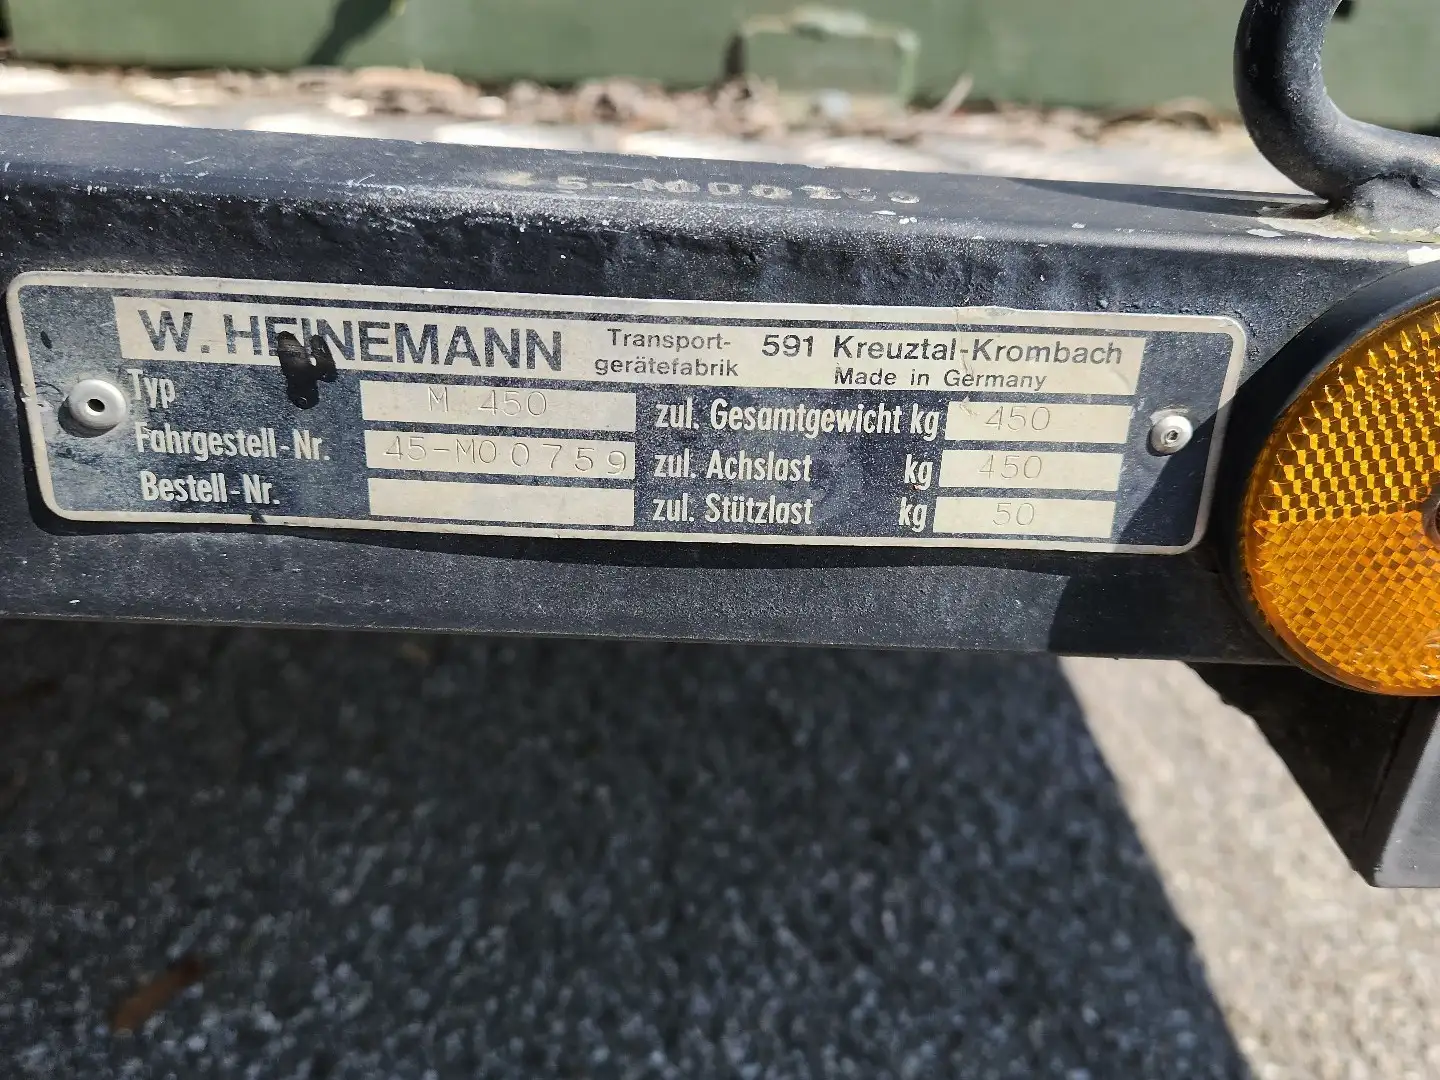 W. HEINEMANN Transport-
gerätefabrik 591 Kreuztal-Krombach
Made in Germany
Typ M 450 zul. Gesamtgewicht kg 450
Fahrgestell-Nr. 45-M00759 zul. Achslast kg 450
Bestell-Nr. zul. Stützlast kg 50